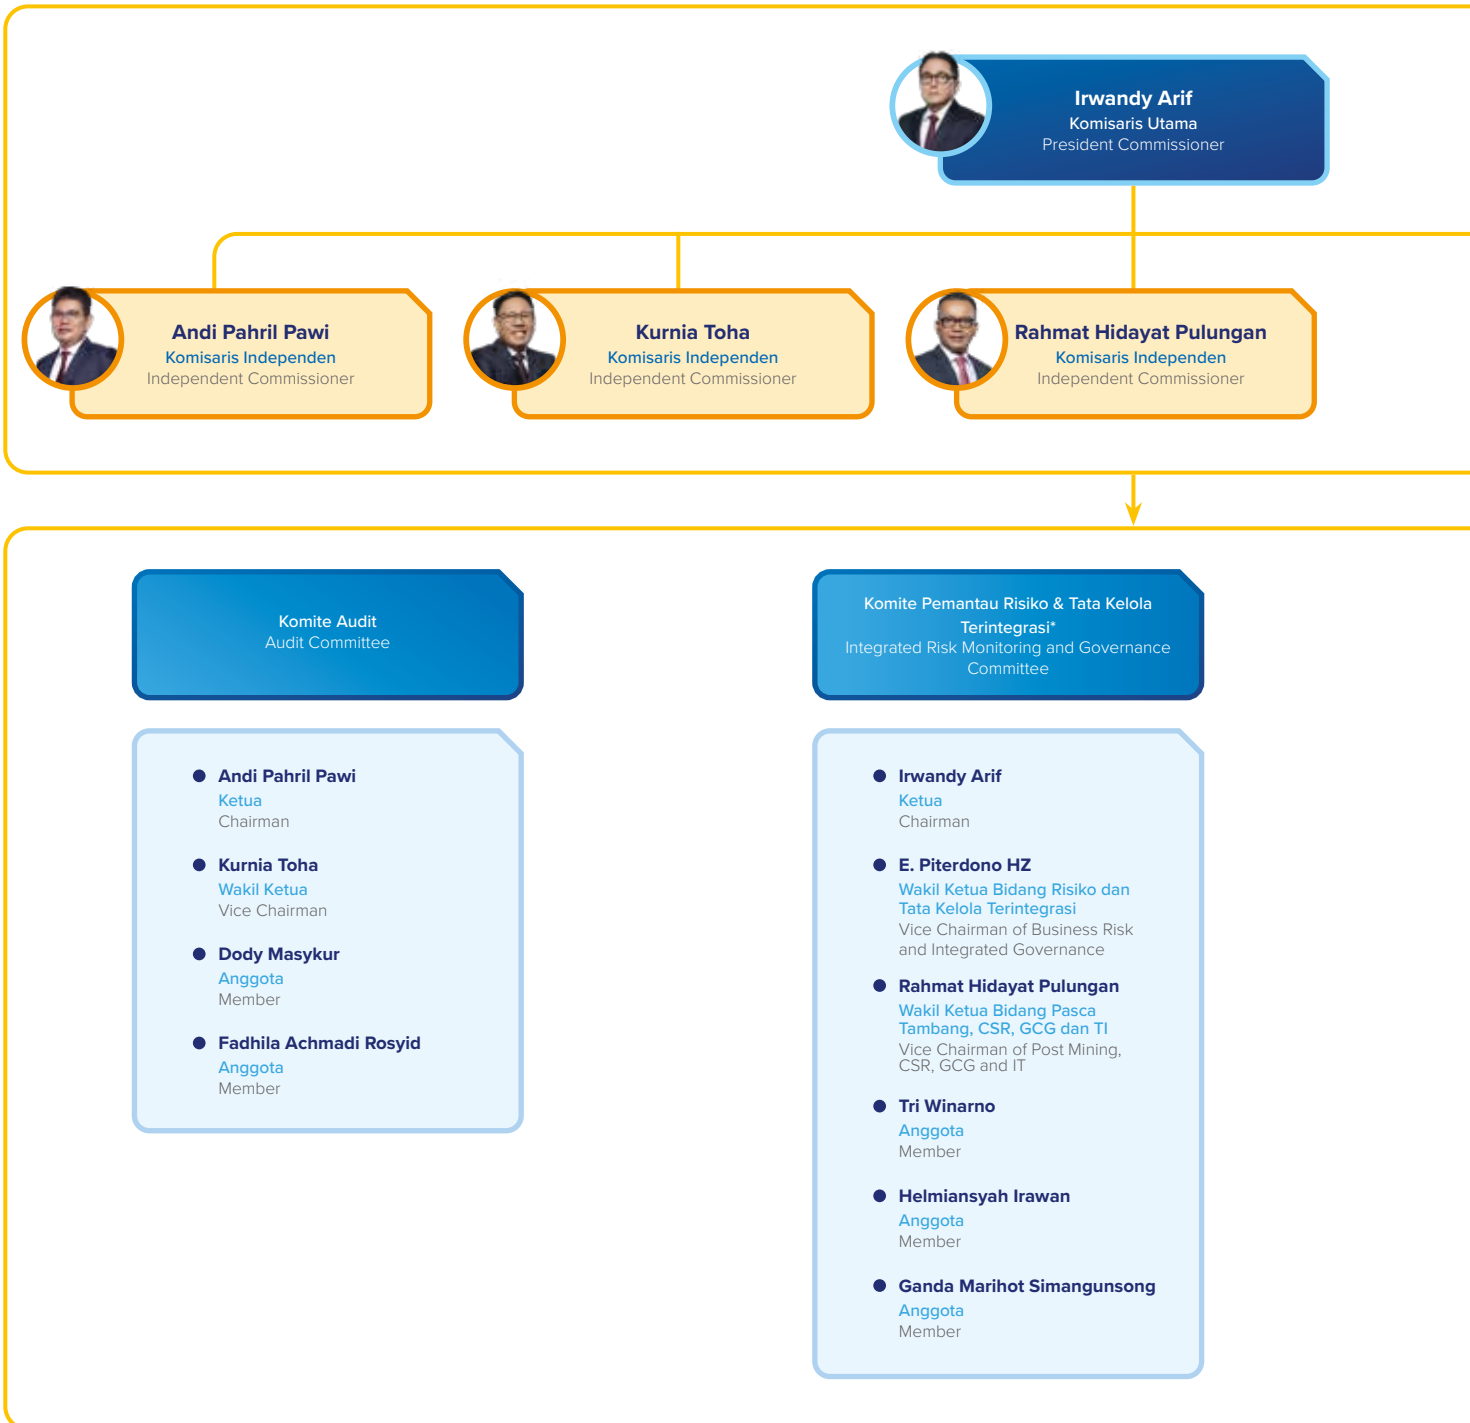 Irwandy Arif
Komisaris Utama
President Commissioner
Andi Pahril Pawi
Komisaris Independen
Independent Commissioner
Kurnia Toha
Komisaris Independen
Independent Commissioner
Rahmat Hidayat Pulungan
Komisaris Independen
Independent Commissioner
Komite Audit
Audit Committee
Andi Pahril Pawi
Ketua
Chairman
Kurnia Toha
Wakil Ketua
Vice Chairman
Dody Masykur
Anggota
Member
Fadhila Achmadi Rosyid
Anggota
Member
Komite Pemantau Risiko & Tata Kelola
Terintegrasi*
Integrated Risk Monitoring and Governance
Committee
Irwandy Arif
Ketua
Chairman
E. Piterdono HZ
Wakil Ketua Bidang Risiko dan
Tata Kelola Terintegrasi
Vice Chairman of Business Risk
and Integrated Governance
Rahmat Hidayat Pulungan
Wakil Ketua Bidang Pasca
Tambang, CSR, GCG dan TI
Vice Chairman of Post Mining,
CSR, GCG and IT
Tri Winarno
Anggota
Member
Helmiansyah Irawan
Anggota
Member
Ganda Marihot Simangunsong
Anggota
Member